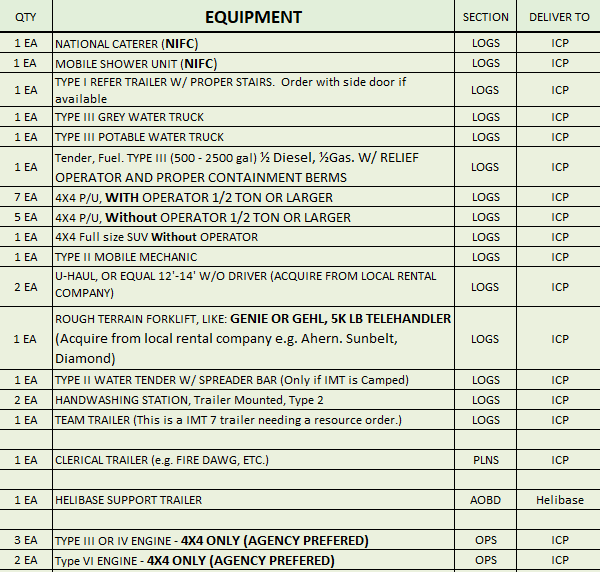 QTY EQUIPMENT SECTION DELIVER TO
1 EA NATIONAL CATERER (NIFC) LOGS ICP
1 EA MOBILE SHOWER UNIT (NIFC) LOGS ICP
1 EA TYPE I REFER TRAILER W/ PROPER STAIRS. Order with side door if
available LOGS ICP
1 EA TYPE III GREY WATER TRUCK LOGS ICP
1 EA TYPE III POTABLE WATER TRUCK LOGS ICP
1 EA Tender, Fuel. TYPE III (500 - 2500 gal) ½ Diesel, ½Gas. W/ RELIEF
OPERATOR AND PROPER CONTAINMENT BERMS LOGS ICP
7 EA 4X4 P/U, WITH OPERATOR 1/2 TON OR LARGER LOGS ICP
5 EA 4X4 P/U, Without OPERATOR 1/2 TON OR LARGER LOGS ICP
1 EA 4X4 Full size SUV Without OPERATOR LOGS ICP
1 EA TYPE II MOBILE MECHANIC LOGS ICP
2 EA U-HAUL, OR EQUAL 12'-14' W/O DRIVER (ACQUIRE FROM LOCAL RENTAL
COMPANY) LOGS ICP
1 EA ROUGH TERRAIN FORKLIFT, LIKE: GENIE OR GEHL, 5K LB TELEHANDLER
(Acquire from local rental company e.g. Ahern. Sunbelt,
Diamond) LOGS ICP
1 EA TYPE II WATER TENDER W/ SPREADER BAR (Only if IMT is Camped) LOGS ICP
2 EA HANDWASHING STATION, Trailer Mounted, Type 2 LOGS ICP
1 EA TEAM TRAILER (This is a IMT 7 trailer needing a resource order.) LOGS ICP
1 EA CLERICAL TRAILER (e.g. FIRE DAWG, ETC.) PLNS ICP
1 EA HELIBASE SUPPORT TRAILER AOBD Helibase
3 EA TYPE III OR IV ENGINE - 4X4 ONLY (AGENCY PREFERED) OPS ICP
2 EA Type VI ENGINE - 4X4 ONLY (AGENCY PREFERED) OPS ICP